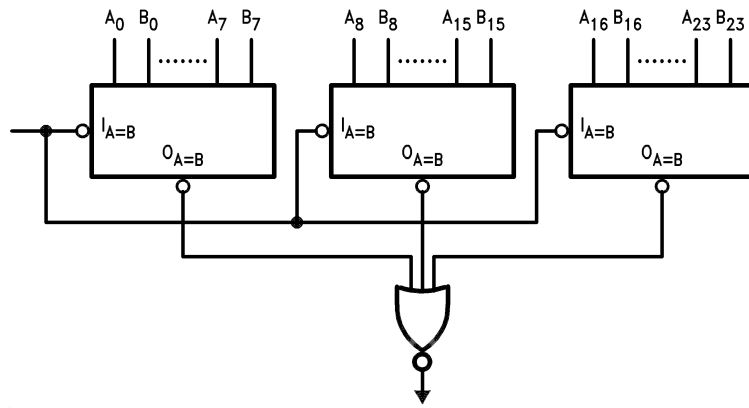 A0 B0 ....... A7 B7 A8 B8 ....... A15 B15 A16 B16 ....... A23 B23
IA=B IA=B IA=B
OA=B OA=B OA=B